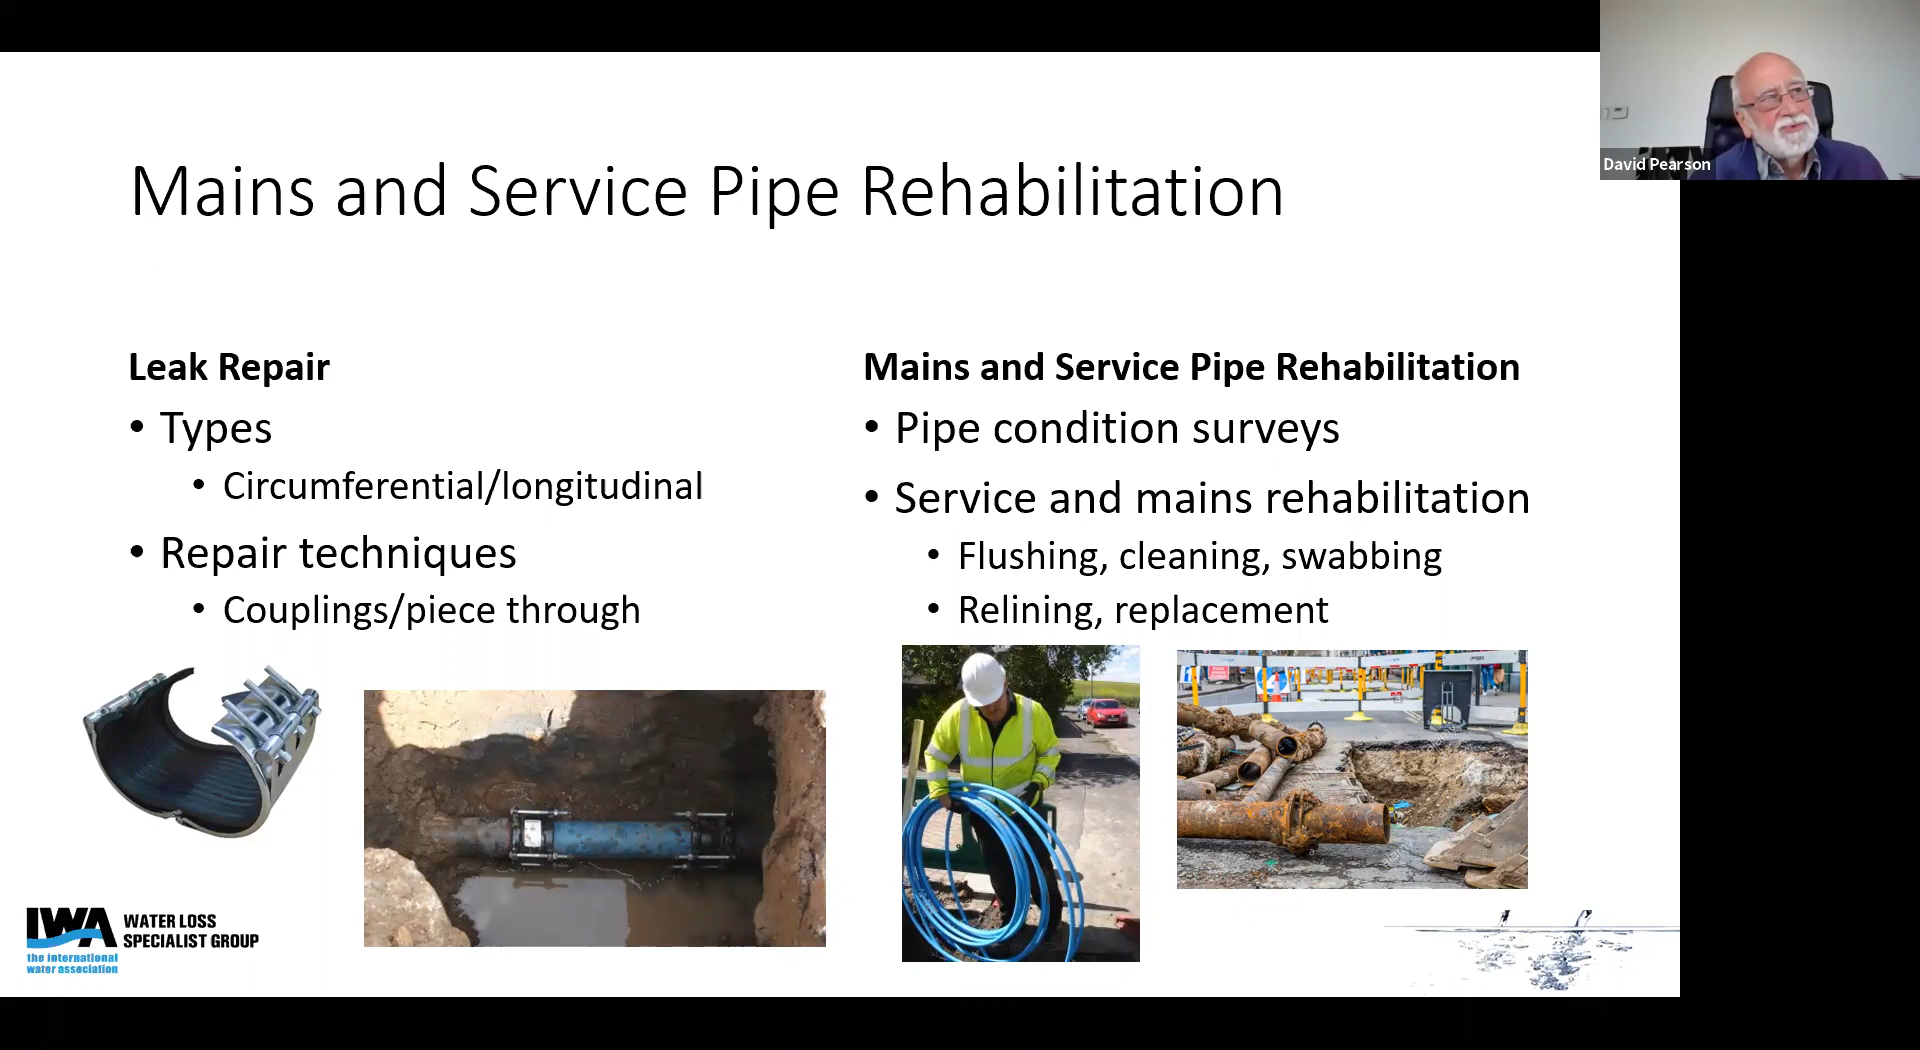 Mains and Service Pipe Rehabilitation
David Pearson
Leak Repair
• Types
• Circumferential/longitudinal
• Repair techniques
• Couplings/piece through
Mains and Service Pipe Rehabilitation
• Pipe condition surveys
• Service and mains rehabilitation
• Flushing, cleaning, swabbing
• Relining, replacement
IWA WATER LOSS
SPECIALIST GROUP
the international
water association